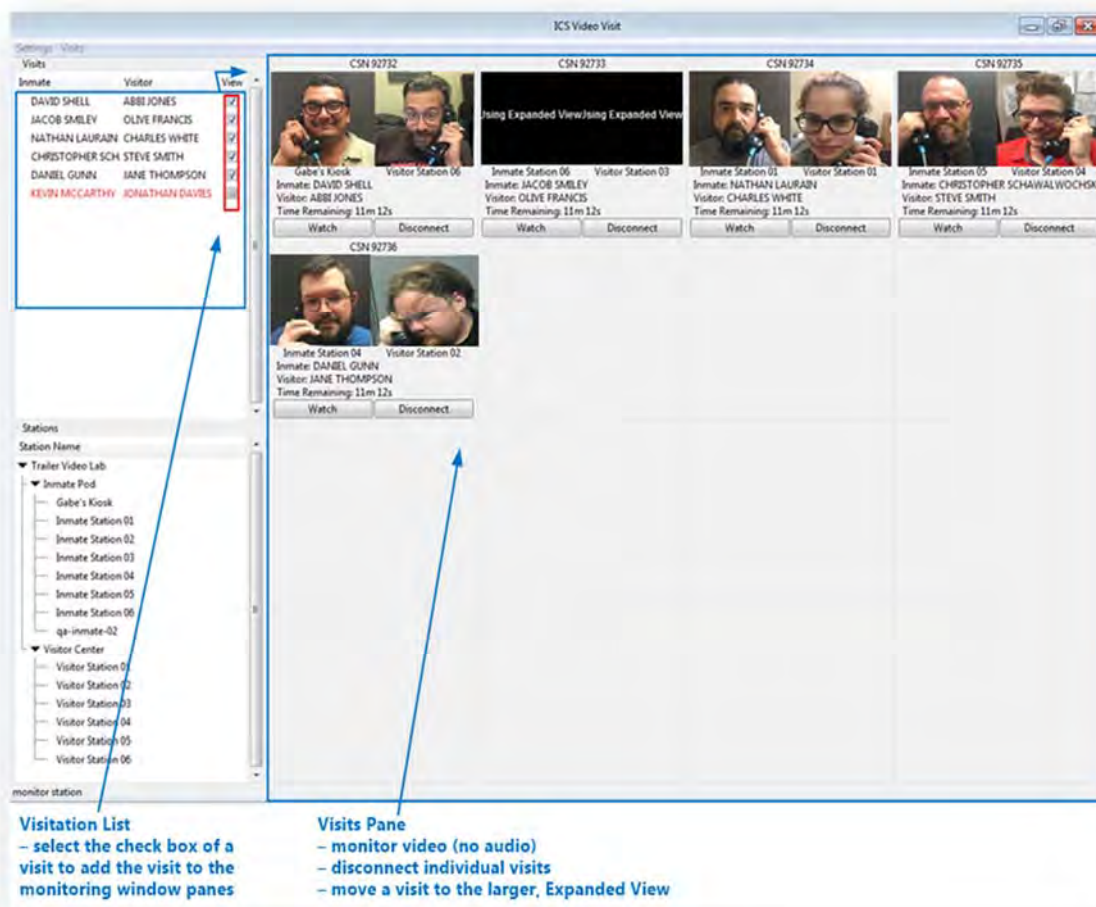 ICS Video Visit
Settings Visits
Visits
Inmate Visitor View
DAVID SHELL ABBI JONES
JACOB SMILEY OLIVE FRANCIS
NATHAN LAURAIN CHARLES WHITE
CHRISTOPHER SCH STEVE SMITH
DANIEL GUNN JANE THOMPSON
KEVIN MCCARTHY JONATHAN DAVIES
CSN 92732
Gabe's Kiosk Visitor Station 06
Inmate: DAVID SHELL
Visitor: ABBI JONES
Time Remaining: 11m 12s
Watch Disconnect
CSN 92733
Using Expanded View Using Expanded View
Inmate Station 06 Visitor Station 03
Inmate: JACOB SMILEY
Visitor: OLIVE FRANCIS
Time Remaining: 11m 12s
Watch Disconnect
CSN 92734
Inmate Station 01 Visitor Station 01
Inmate: NATHAN LAURAIN
Visitor: CHARLES WHITE
Time Remaining: 11m 12s
Watch Disconnect
CSN 92735
Inmate Station 05 Visitor Station 04
Inmate: CHRISTOPHER SCHAWALWOCHSK
Visitor: STEVE SMITH
Time Remaining: 11m 12s
Watch Disconnect
CSN 92736
Inmate Station 04 Visitor Station 02
Inmate: DANIEL GUNN
Visitor: JANE THOMPSON
Time Remaining: 11m 12s
Watch Disconnect
Stations
Station Name
Trailer Video Lab
Inmate Pod
Gabe's Kiosk
Inmate Station 01
Inmate Station 02
Inmate Station 03
Inmate Station 04
Inmate Station 05
Inmate Station 06
qa-inmate-02
Visitor Center
Visitor Station 01
Visitor Station 02
Visitor Station 03
Visitor Station 04
Visitor Station 05
Visitor Station 06
monitor station
Visitation List
– select the check box of a
visit to add the visit to the
monitoring window panes
Visits Pane
– monitor video (no audio)
– disconnect individual visits
– move a visit to the larger, Expanded View